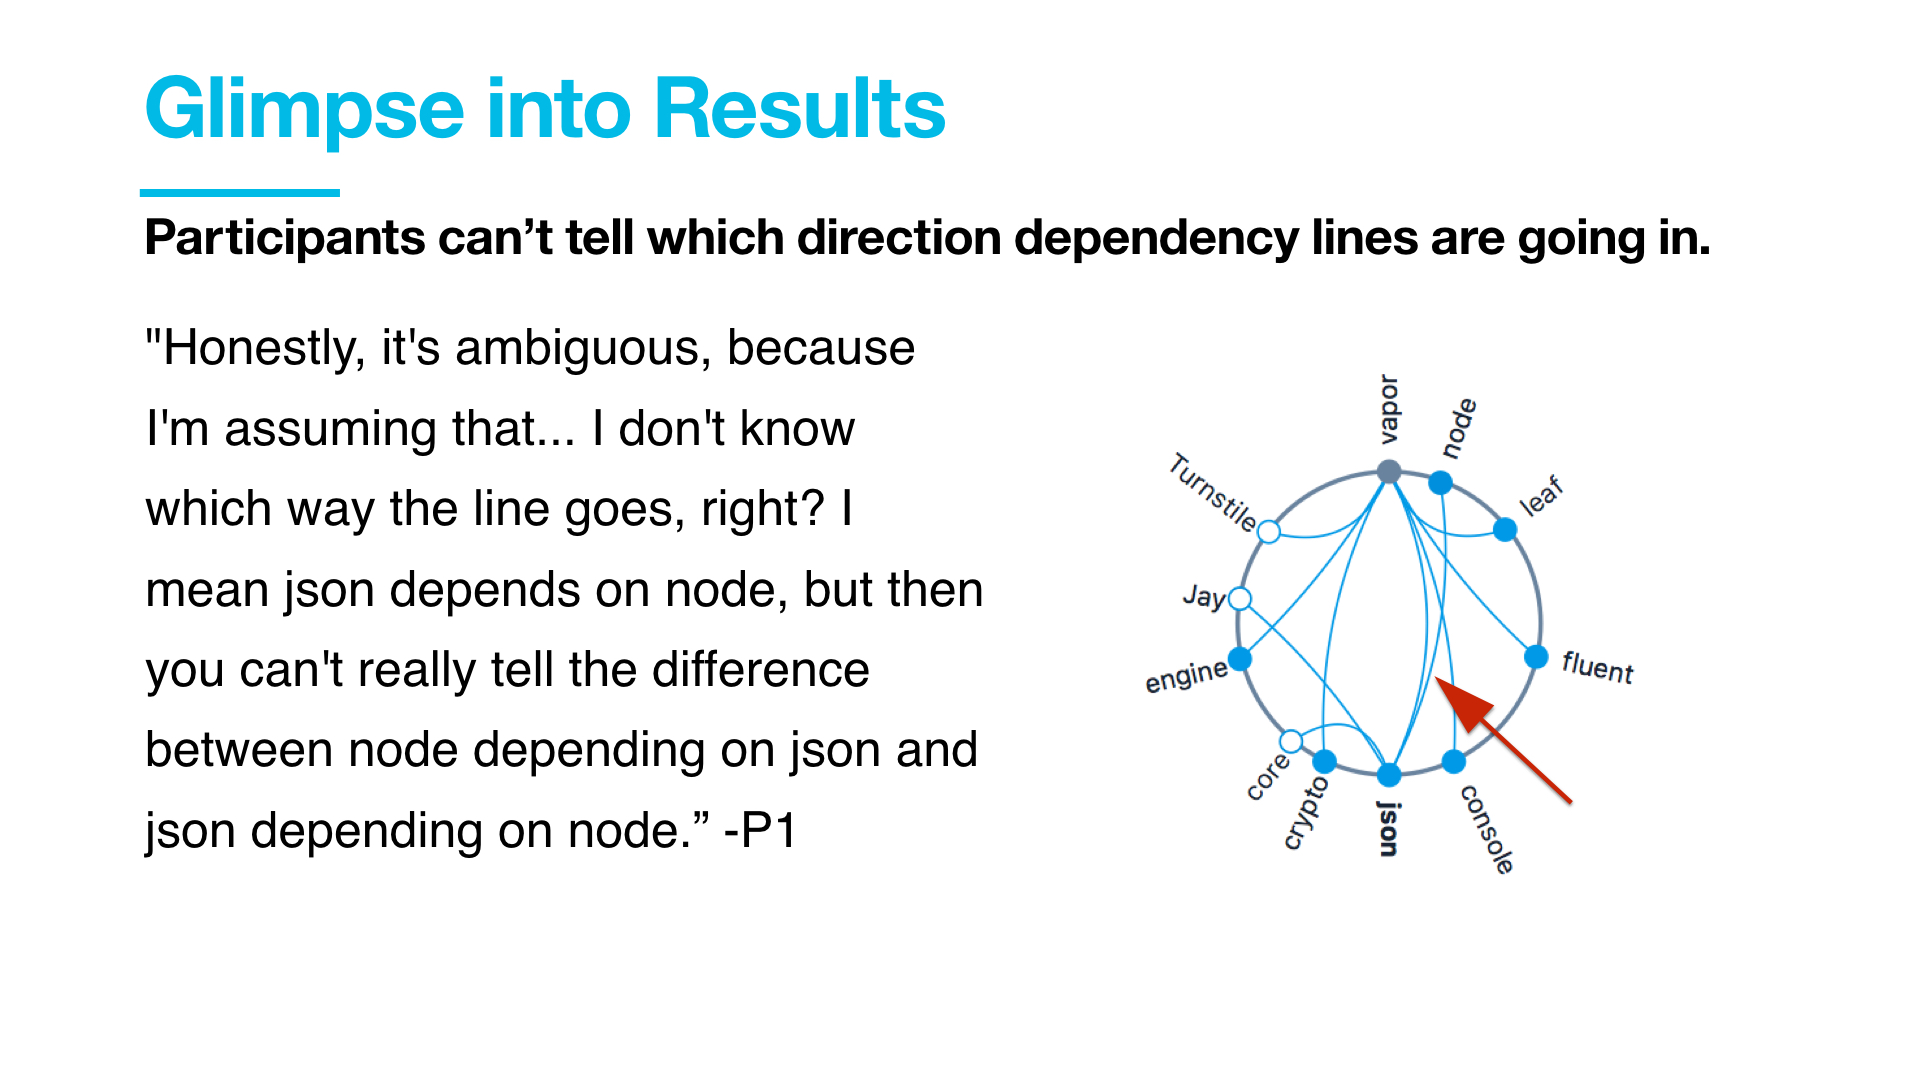 Glimpse into Results
Participants can’t tell which direction dependency lines are going in.
"Honestly, it's ambiguous, because
I'm assuming that... I don't know
which way the line goes, right? I
mean json depends on node, but then
you can't really tell the difference
between node depending on json and
json depending on node.” -P1
vapor
node
leaf
fluent
console
json
crypto
core
engine
Jay
Turnstile